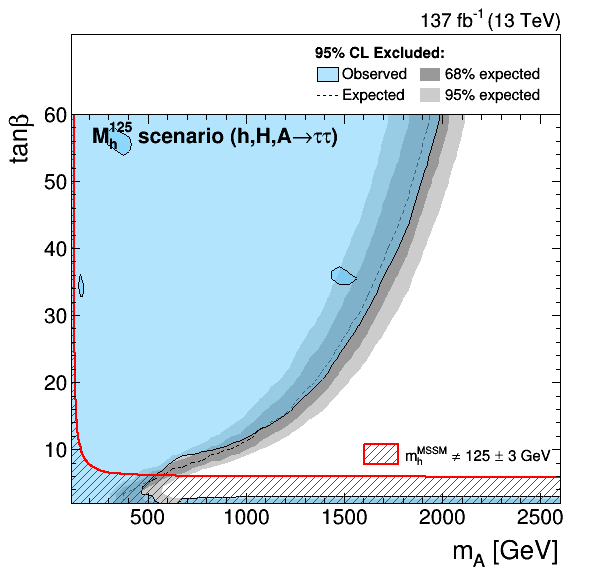 137 fb⁻¹ (13 TeV)
95% CL Excluded:
Observed 68% expected
Expected 95% expected
M_h^125 scenario (h,H,A→ττ)
tanβ
60
50
40
30
20
10
m_h^MSSM ≠ 125 ± 3 GeV
500 1000 1500 2000 2500
m_A [GeV]